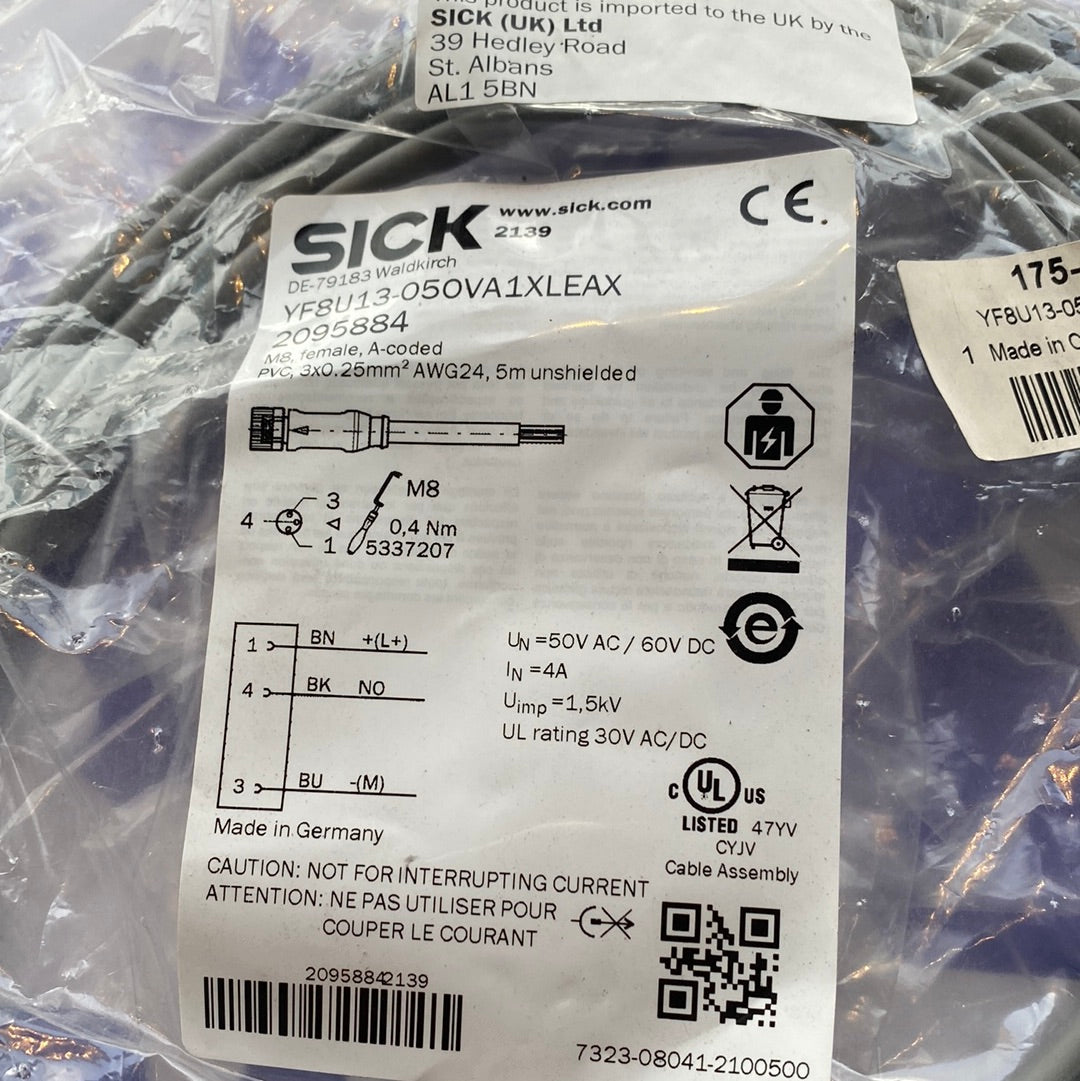 This product is imported to the UK by the
SICK (UK) Ltd
39 Hedley Road
St. Albans
AL1 5BN
SICK www.sick.com
2139
CE.
DE-79183 Waldkirch
YF8U13-050VA1XLEAX
2095884
M8, female, A-coded
PVC, 3x0.25mm² AWG24, 5m unshielded
175-
YF8U13-05
1 Made in
M8
3
4
1
0,4 Nm
5337207
1 BN +(L+)
4 BK NO
3 BU -(M)
UN =50V AC / 60V DC
IN =4A
Uimp =1,5kV
UL rating 30V AC/DC
e
C UL US
LISTED 47YV
CYJV
Cable Assembly
Made in Germany
CAUTION: NOT FOR INTERRUPTING CURRENT
ATTENTION: NE PAS UTILISER POUR
COUPER LE COURANT
20958842139
7323-08041-2100500